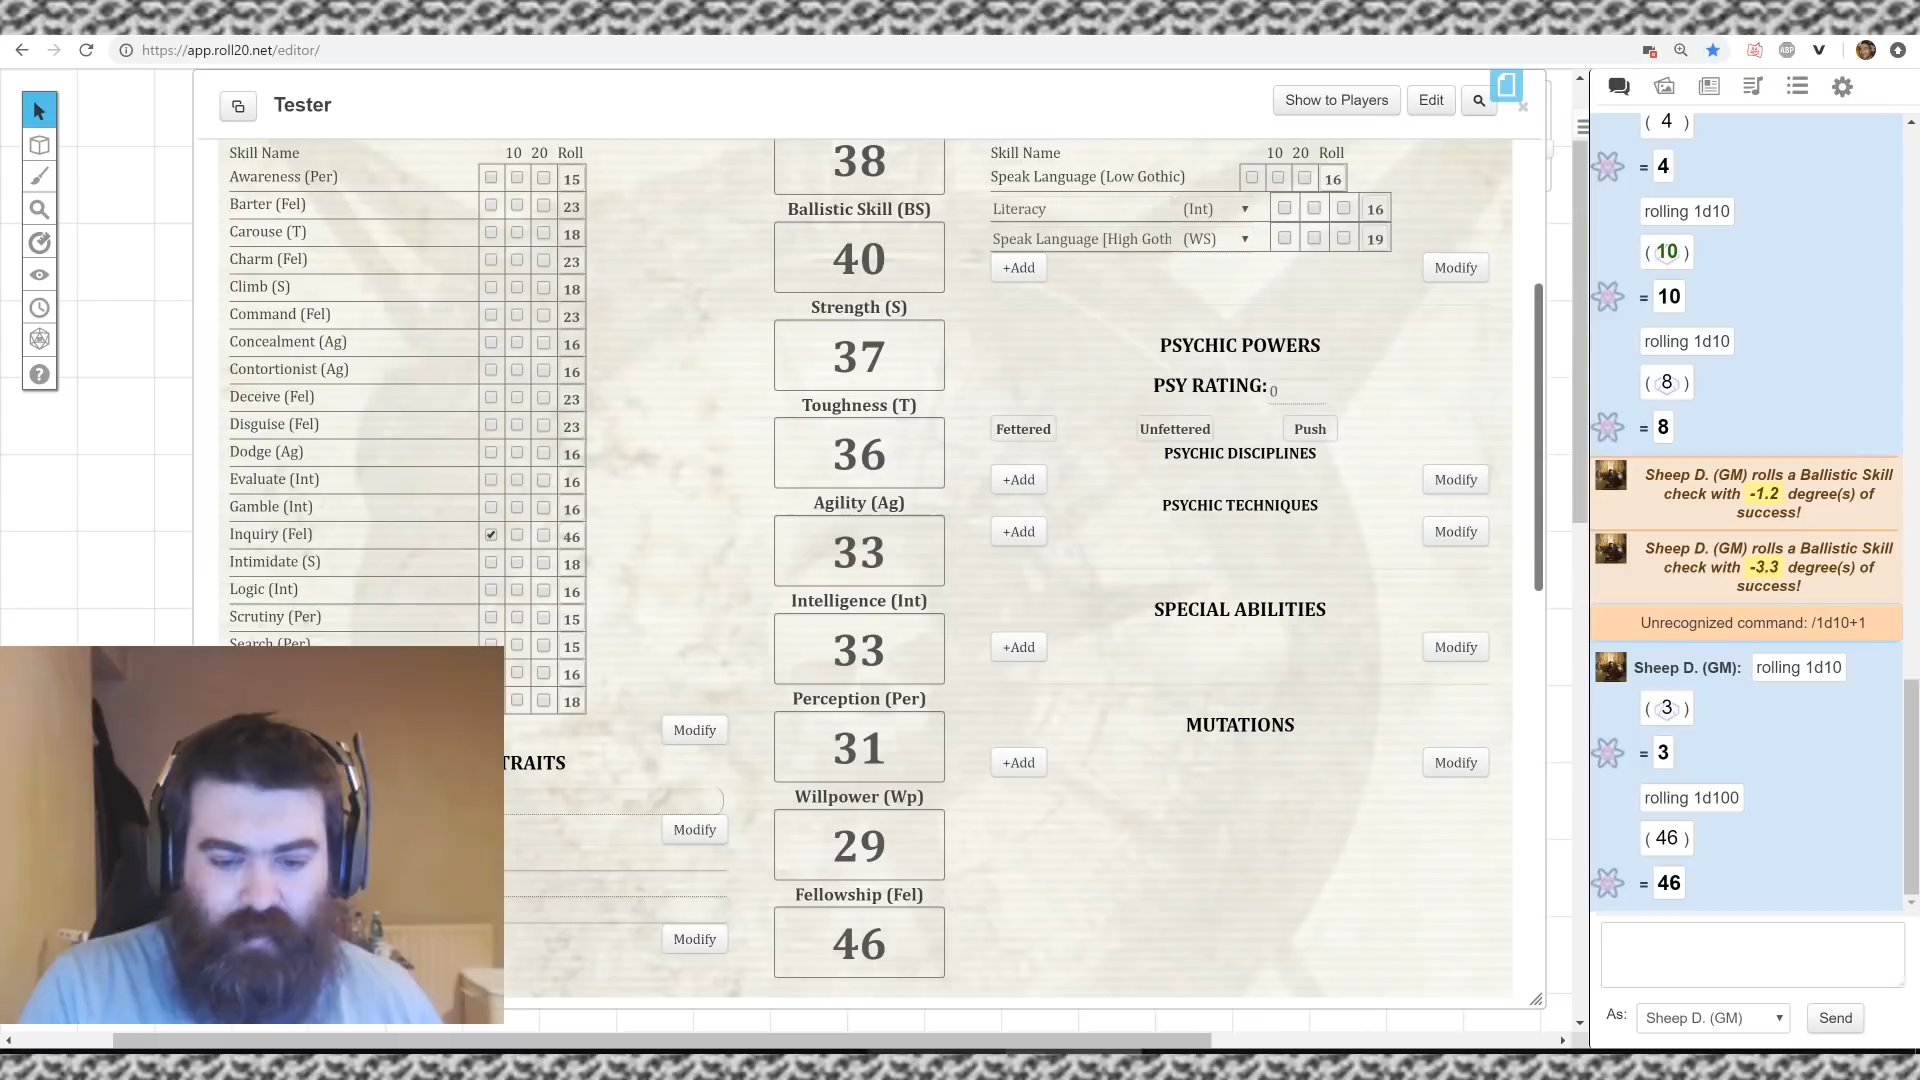 https://app.roll20.net/editor/
ABP
Tester
Show to Players
Edit
Skill Name 10 20 Roll
Awareness (Per) 15
Barter (Fel) 23
Carouse (T) 18
Charm (Fel) 23
Climb (S) 18
Command (Fel) 23
Concealment (Ag) 16
Contortionist (Ag) 16
Deceive (Fel) 23
Disguise (Fel) 23
Dodge (Ag) 16
Evaluate (Int) 16
Gamble (Int) 16
Inquiry (Fel) 46
Intimidate (S) 18
Logic (Int) 16
Scrutiny (Per) 15
Search (Per) 15
16
18
Modify
TRAITS
Modify
Modify
38
Ballistic Skill (BS)
40
Strength (S)
37
Toughness (T)
36
Agility (Ag)
33
Intelligence (Int)
33
Perception (Per)
31
Willpower (Wp)
29
Fellowship (Fel)
46
Skill Name 10 20 Roll
Speak Language (Low Gothic) 16
Literacy (Int) 16
Speak Language [High Goth (WS) 19
+Add Modify
PSYCHIC POWERS
PSY RATING: 0
Fettered Unfettered Push
PSYCHIC DISCIPLINES
+Add Modify
PSYCHIC TECHNIQUES
+Add Modify
SPECIAL ABILITIES
+Add Modify
MUTATIONS
+Add Modify
( 4 )
= 4
rolling 1d10
( 10 )
= 10
rolling 1d10
( 8 )
= 8
Sheep D. (GM) rolls a Ballistic Skill
check with -1.2 degree(s) of
success!
Sheep D. (GM) rolls a Ballistic Skill
check with -3.3 degree(s) of
success!
Unrecognized command: /1d10+1
Sheep D. (GM): rolling 1d10
( 3 )
= 3
rolling 1d100
( 46 )
= 46
As: Sheep D. (GM) Send